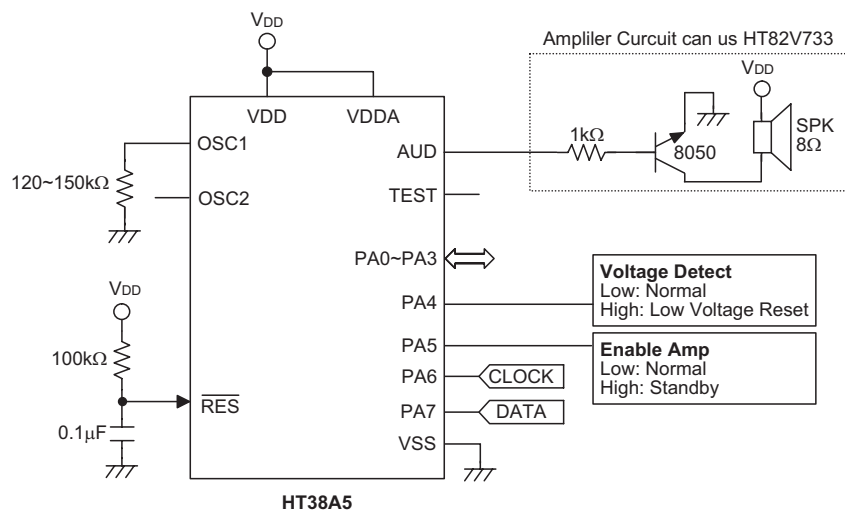 VDD
Ampliler Curcuit can us HT82V733
VDD
VDD
VDDA
OSC1
AUD
1kΩ
8050
SPK
8Ω
120~150kΩ
OSC2
TEST
PA0~PA3
VDD
Voltage Detect
Low: Normal
High: Low Voltage Reset
PA4
100kΩ
PA5
Enable Amp
Low: Normal
High: Standby
PA6
CLOCK
RES
PA7
DATA
0.1μF
VSS
HT38A5